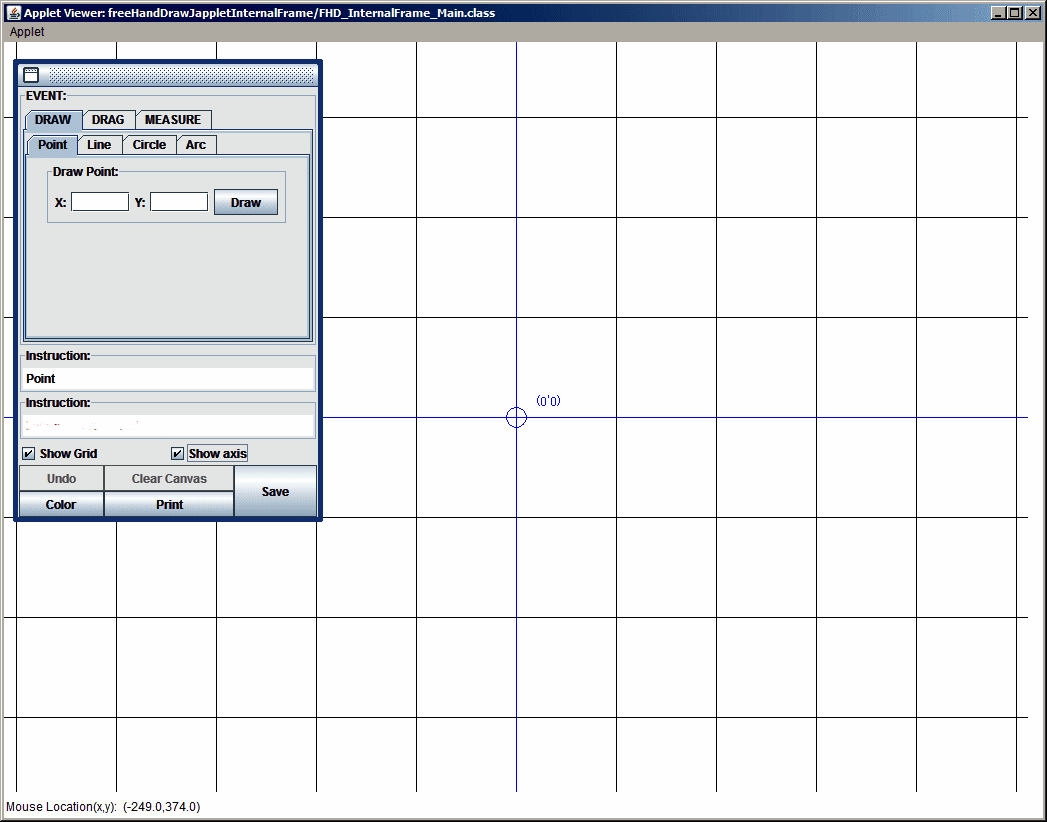 Applet Viewer: freeHandDrawJappletInternalFrame/FHD_InternalFrame_Main.class
Applet
EVENT:
DRAW DRAG MEASURE
Point Line Circle Arc
Draw Point:
X: Y: Draw
Instruction:
Point
Instruction:
Show Grid Show axis
Undo Clear Canvas Save
Color Print
(0'0)
Mouse Location(x,y): (-249.0,374.0)